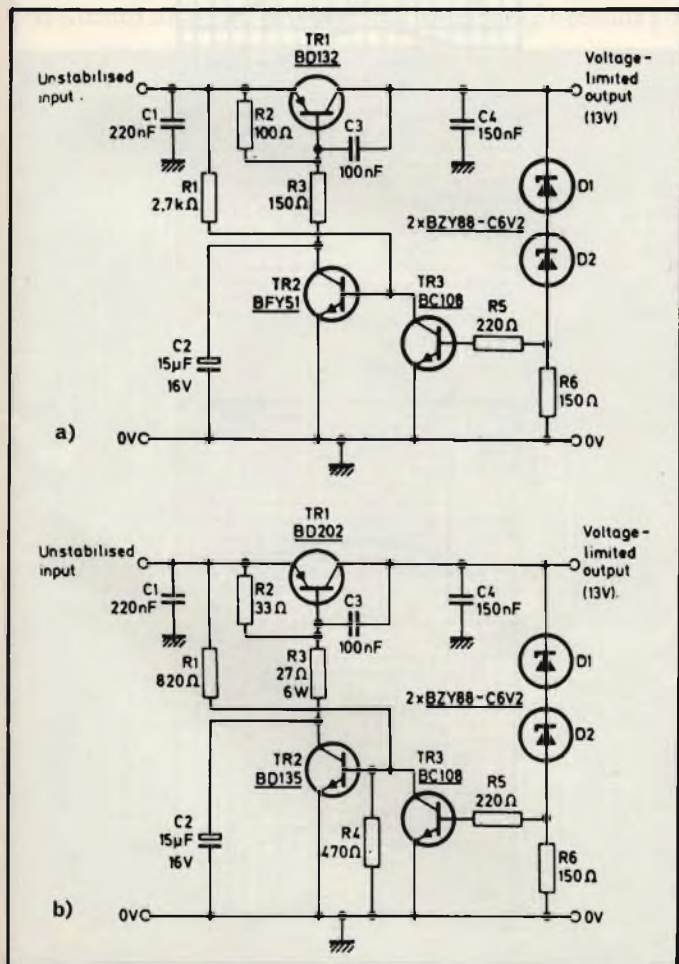 TR1
BD132
Unstabilised
input
Voltage-
limited
output
(13V)
C1
220nF
R2
100Ω
C3
100nF
C4
150nF
R1
2,7kΩ
R3
150Ω
D1
2xBZY88-C6V2
D2
TR2
BFY51
TR3
BC108
R5
220Ω
C2
15µF
16V
R6
150Ω
a)
0V
0V
TR1
BD202
Unstabilised
input
Voltage-
limited
output
(13V).
C1
220nF
R2
33Ω
C3
100nF
C4
150nF
R1
820Ω
R3
27Ω
6W
D1
2xBZY88-C6V2
D2
TR2
BD135
TR3
BC108
R5
220Ω
C2
15µF
16V
R4
470Ω
R6
150Ω
b)
0V
0V